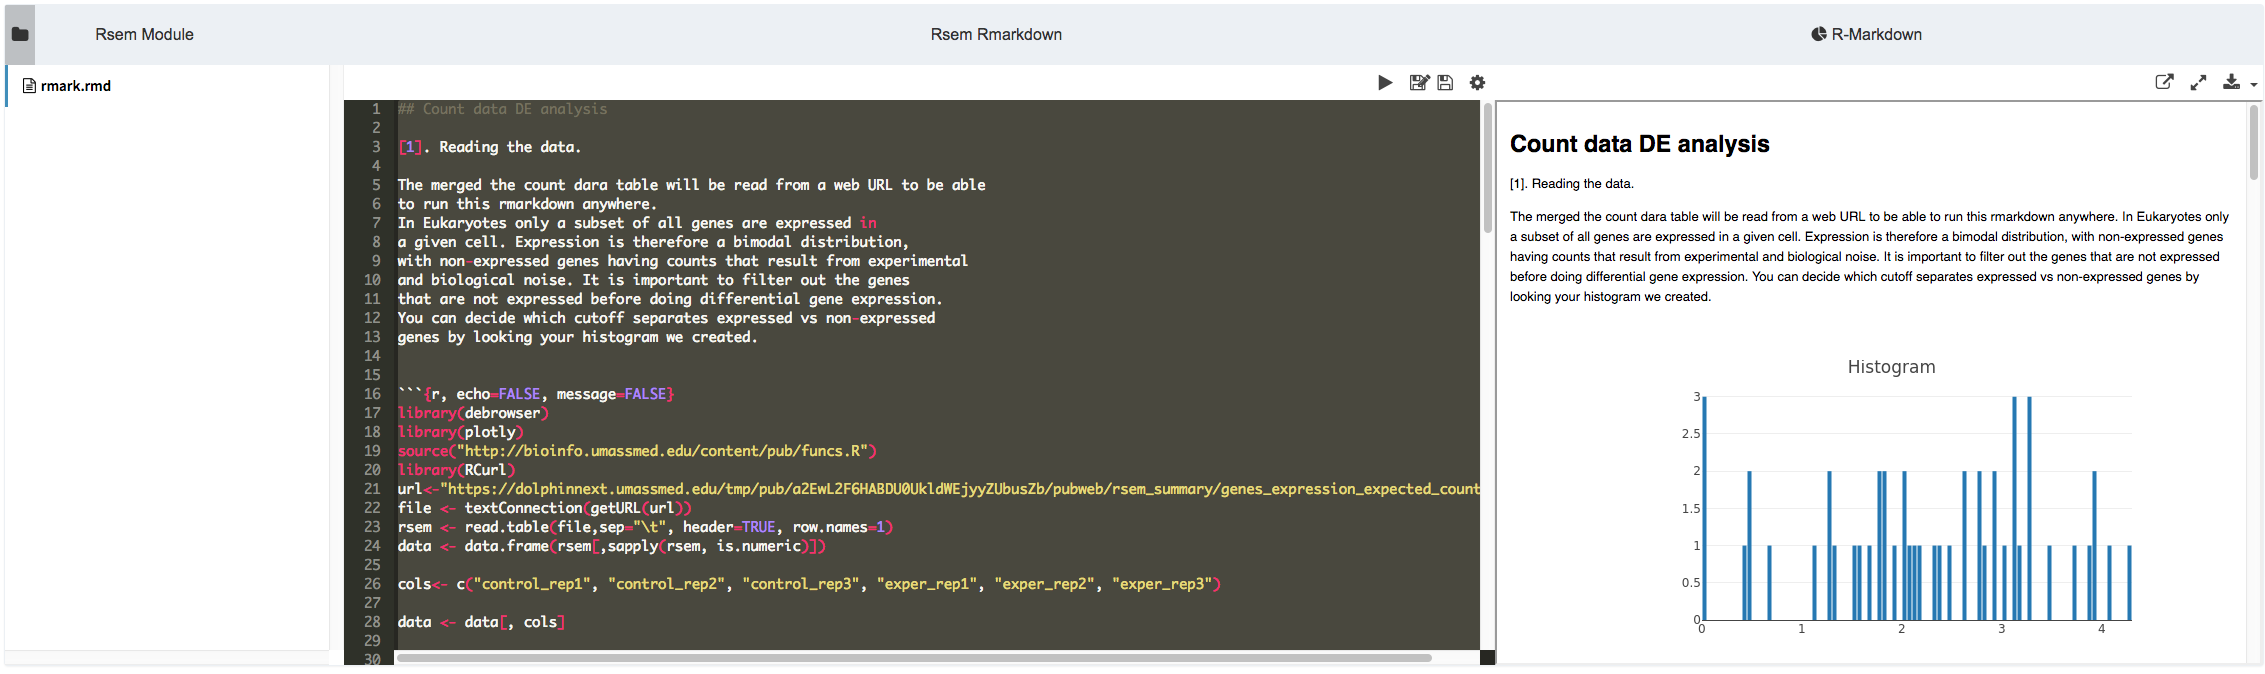 Rsem Module
Rsem Rmarkdown
R-Markdown
rmark.rmd
1 ## Count data DE analysis
2
3 [1]. Reading the data.
4
5 The merged the count dara table will be read from a web URL to be able
6 to run this rmarkdown anywhere.
7 In Eukaryotes only a subset of all genes are expressed in
8 a given cell. Expression is therefore a bimodal distribution,
9 with non-expressed genes having counts that result from experimental
10 and biological noise. It is important to filter out the genes
11 that are not expressed before doing differential gene expression.
12 You can decide which cutoff separates expressed vs non-expressed
13 genes by looking your histogram we created.
14
15
16 ```{r, echo=FALSE, message=FALSE}
17 library(debrowser)
18 library(plotly)
19 source("http://bioinfo.umassmed.edu/content/pub/funcs.R")
20 library(RCurl)
21 url<-"https://dolphinnext.umassmed.edu/tmp/pub/a2EwL2F6HABDU0UkldWEjyyZUbusZb/pubweb/rsem_summary/genes_expression_expected_count
22 file <- textConnection(getURL(url))
23 rsem <- read.table(file,sep="\t", header=TRUE, row.names=1)
24 data <- data.frame(rsem[,sapply(rsem, is.numeric)])
25
26 cols<- c("control_rep1", "control_rep2", "control_rep3", "exper_rep1", "exper_rep2", "exper_rep3")
27
28 data <- data[, cols]
29
30
Count data DE analysis
[1]. Reading the data.
The merged the count dara table will be read from a web URL to be able to run this rmarkdown anywhere. In Eukaryotes only
a subset of all genes are expressed in a given cell. Expression is therefore a bimodal distribution, with non-expressed genes
having counts that result from experimental and biological noise. It is important to filter out the genes that are not expressed
before doing differential gene expression. You can decide which cutoff separates expressed vs non-expressed genes by
looking your histogram we created.
Histogram
3
2.5
2
1.5
1
0.5
0
0 1 2 3 4